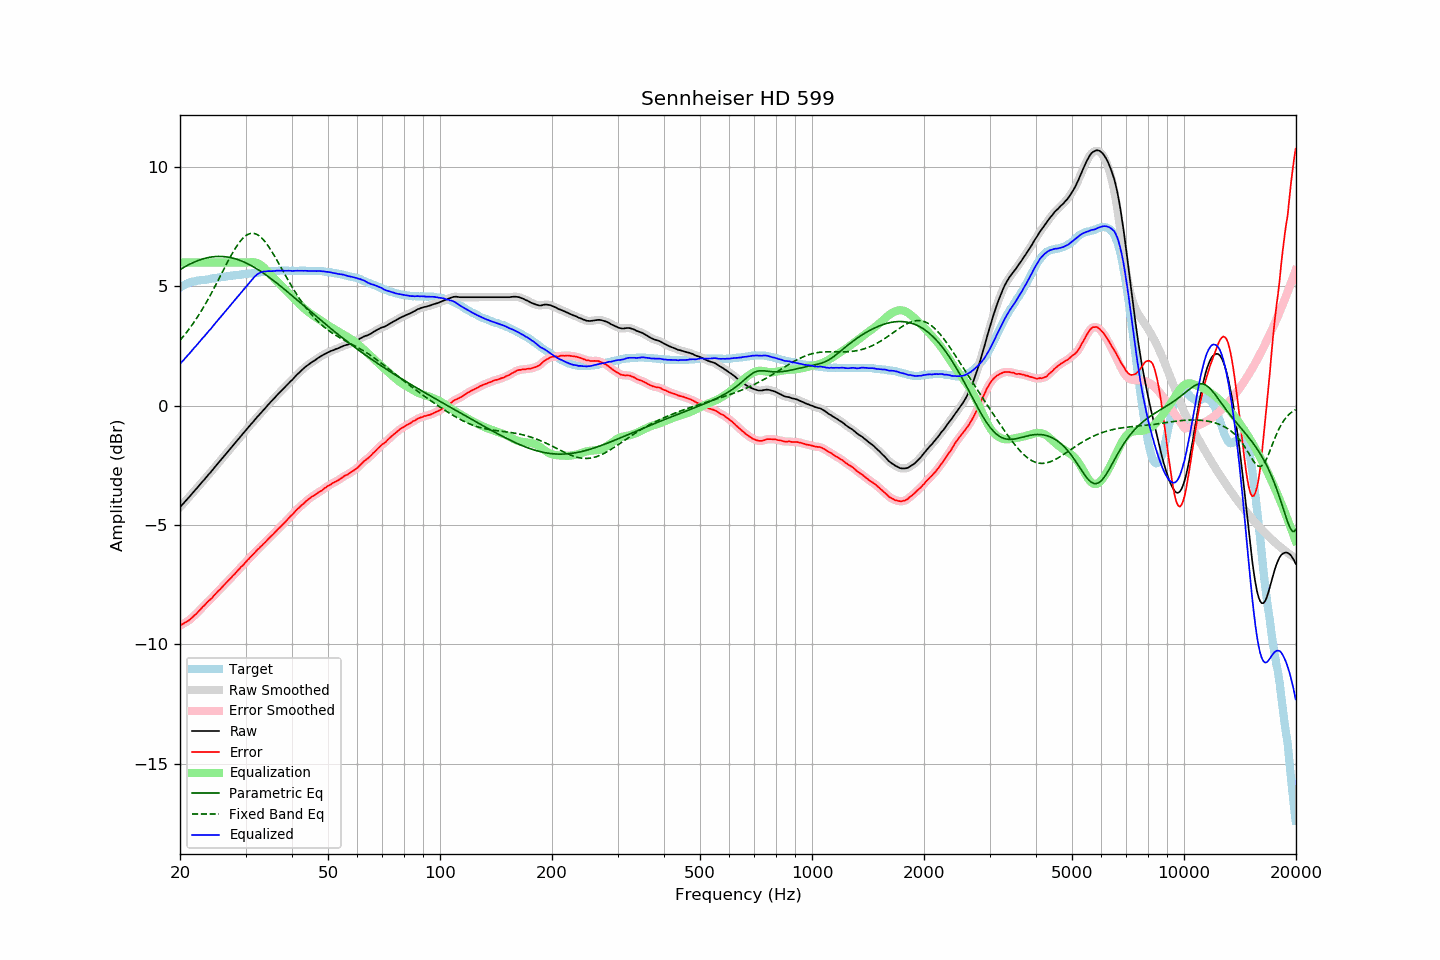 Sennheiser HD 599
Amplitude (dBr)
10
5
0
−5
−10
−15
Target
Raw Smoothed
Error Smoothed
Raw
Error
Equalization
Parametric Eq
Fixed Band Eq
Equalized
20 50 100 200 500 1000 2000 5000 10000 20000
Frequency (Hz)